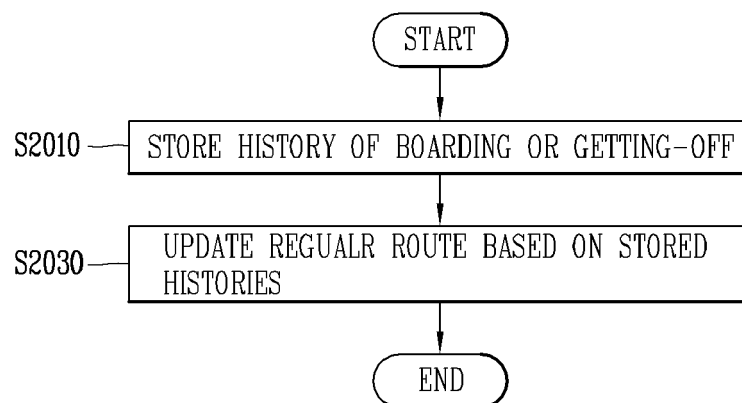 START
S2010 STORE HISTORY OF BOARDING OR GETTING-OFF
S2030 UPDATE REGUALR ROUTE BASED ON STORED
HISTORIES
END